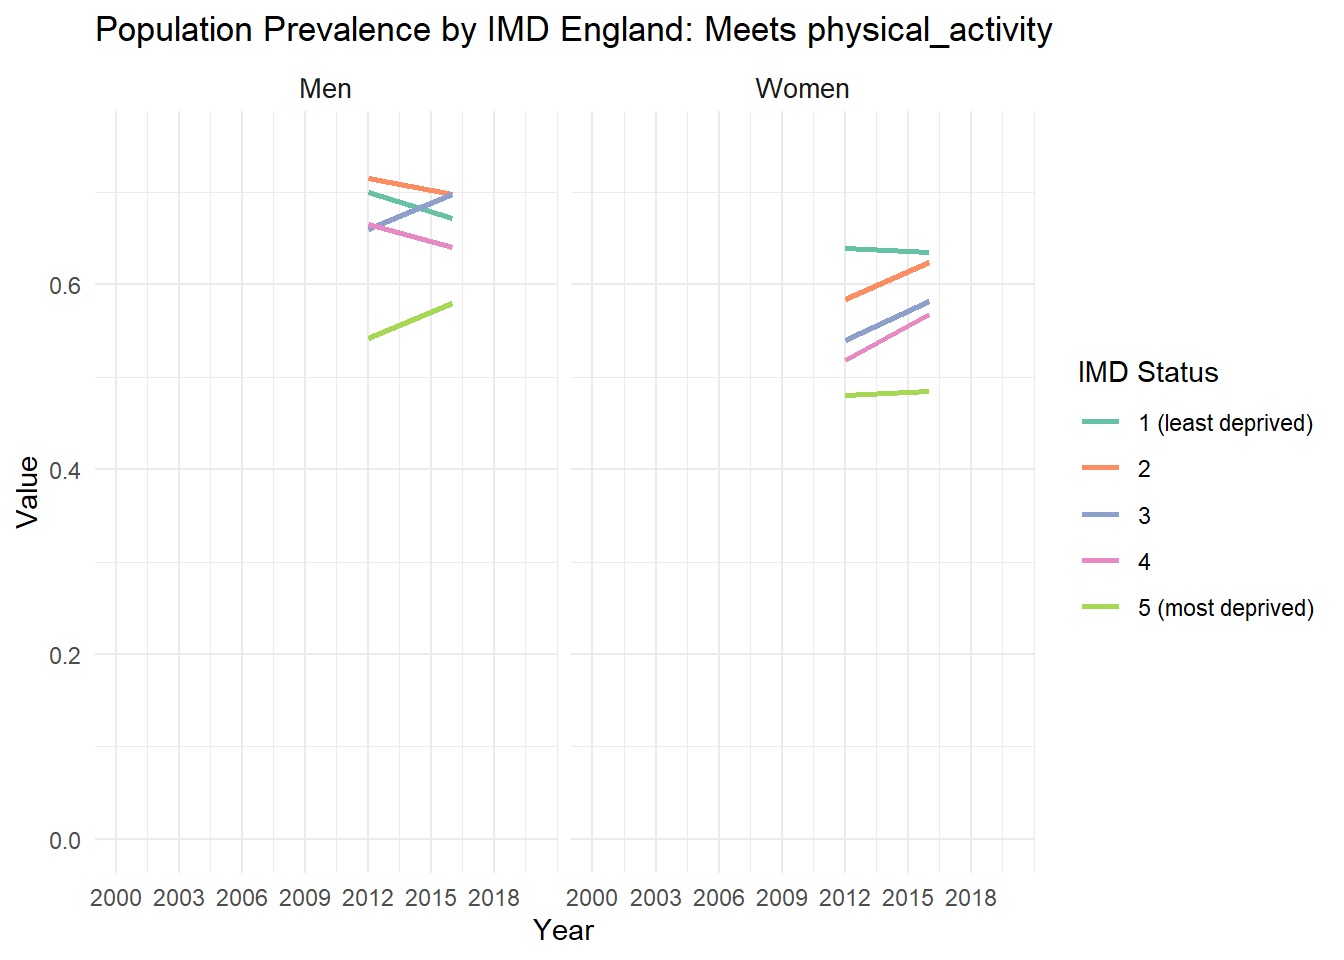 Population Prevalence by IMD England: Meets physical_activity
Men
Women
Value
0.6
0.4
0.2
0.0
2000 2003 2006 2009 2012 2015 2018
2000 2003 2006 2009 2012 2015 2018
Year
IMD Status
1 (least deprived)
2
3
4
5 (most deprived)